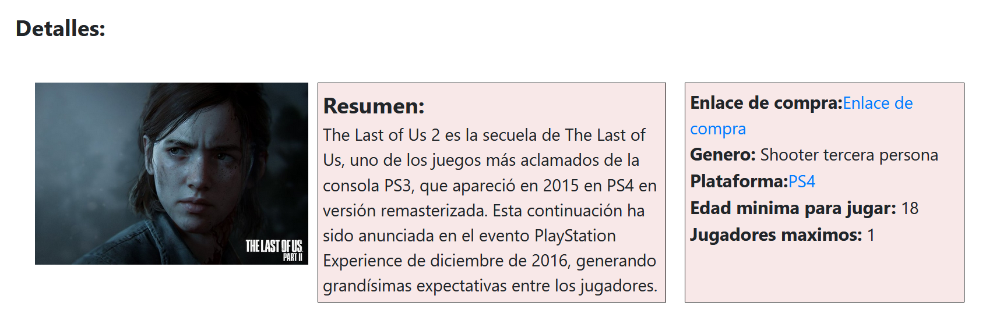 Detalles:
THE LAST OF US
PART II
Resumen:
The Last of Us 2 es la secuela de The Last of
Us, uno de los juegos más aclamados de la
consola PS3, que apareció en 2015 en PS4 en
versión remasterizada. Esta continuación ha
sido anunciada en el evento PlayStation
Experience de diciembre de 2016, generando
grandísimas expectativas entre los jugadores.
Enlace de compra:Enlace de
compra
Genero: Shooter tercera persona
Plataforma:PS4
Edad minima para jugar: 18
Jugadores maximos: 1